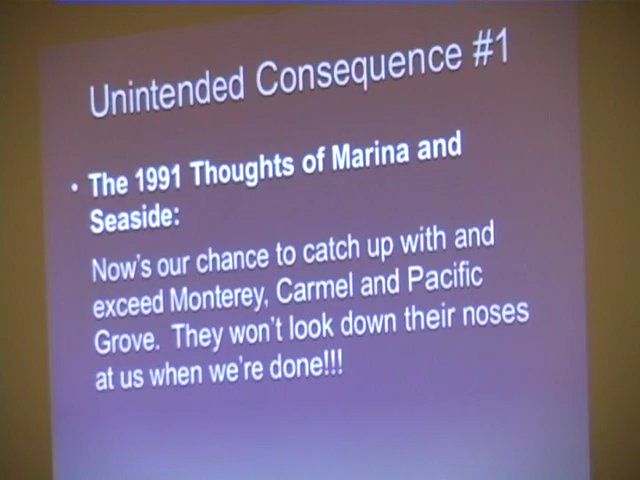 Unintended Consequence #1
• The 1991 Thoughts of Marina and
Seaside:
Now's our chance to catch up with and
exceed Monterey, Carmel and Pacific
Grove. They won't look down their noses
at us when we're done!!!